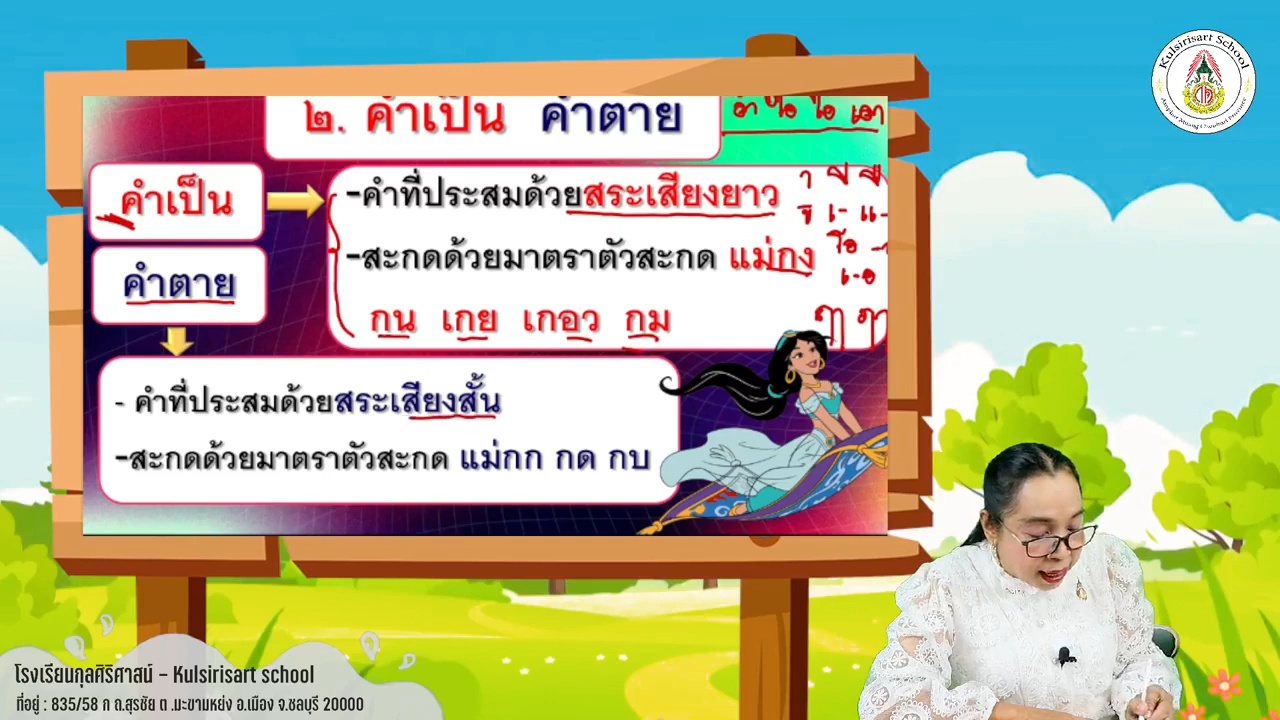 ๒. คำเป็น คำตาย
ำ ใอ ไอ เอา
คำเป็น
-คำที่ประสมด้วยสระเสียงยาว
-สะกดด้วยมาตราตัวสะกด แม่กง
กน เกย เกอว กม
คำตาย
- คำที่ประสมด้วยสระเสียงสั้น
-สะกดด้วยมาตราตัวสะกด แม่กก กด กบ
Kulsirisart School
โรงเรียนกุลศิริศาสน์ - Kulsirisart school
ที่อยู่ : 835/58 ก ถ.สุรชัย ต .มะขามหย่ง อ.เมือง จ.ชลบุรี 20000